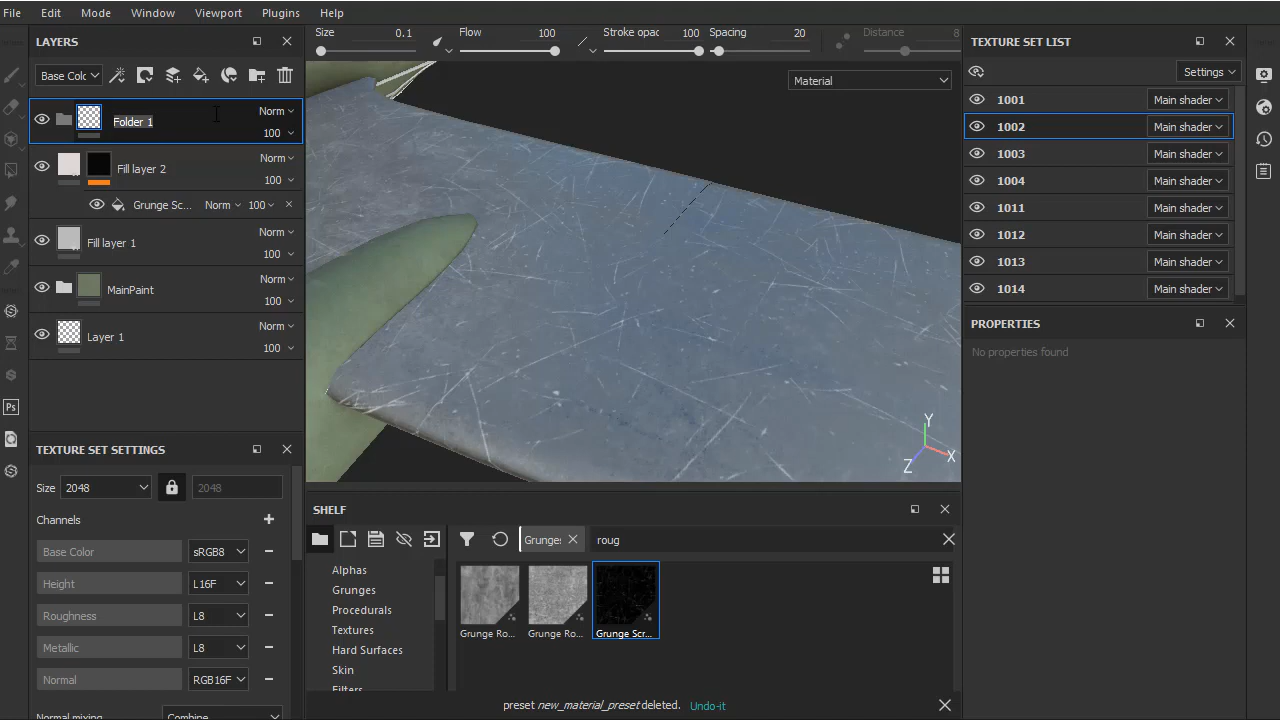 File Edit Mode Window Viewport Plugins Help
LAYERS
Size 0.1 Flow 100 Stroke opac 100 Spacing 20 Distance 8
TEXTURE SET LIST
Base Colo
Material
Settings
Folder 1 Norm 100
Fill layer 2 Norm 100
Grunge Sc... Norm 100
Fill layer 1 Norm 100
MainPaint Norm 100
Layer 1 Norm 100
1001 Main shader
1002 Main shader
1003 Main shader
1004 Main shader
1011 Main shader
1012 Main shader
1013 Main shader
1014 Main shader
PROPERTIES
No properties found
Y
X
Z
TEXTURE SET SETTINGS
Size 2048 2048
Channels
Base Color sRGB8
Height L16F
Roughness L8
Metallic L8
Normal RGB16F
Normal mixing Combine
Ps
SHELF
Grunges roug
Alphas
Grunges
Procedurals
Textures
Hard Surfaces
Skin
Filters
Grunge Ro... Grunge Ro... Grunge Scr...
preset new_material_preset deleted. Undo-it